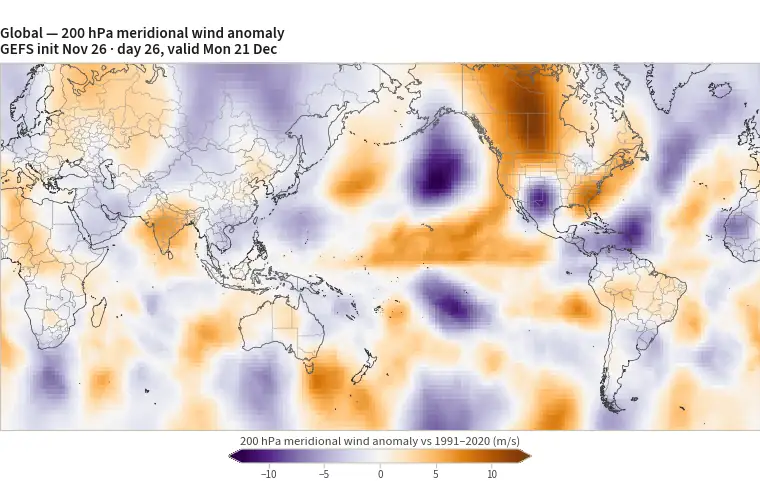 Global — 200 hPa meridional wind anomaly
GEFS init Nov 26 · day 26, valid Mon 21 Dec
200 hPa meridional wind anomaly vs 1991–2020 (m/s)
−10 −5 0 5 10